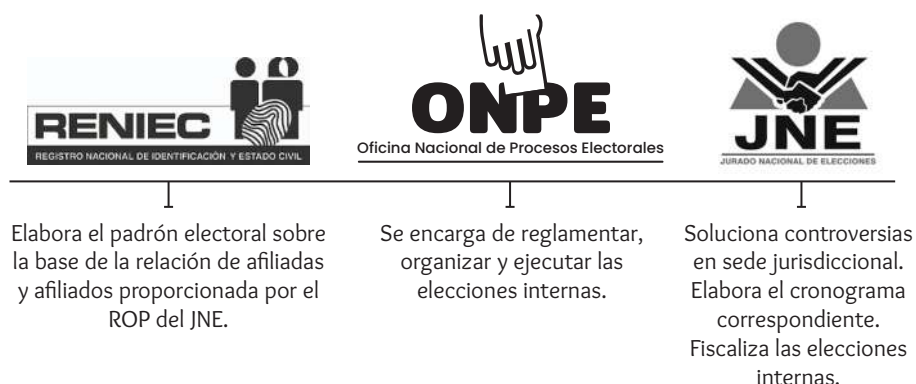 RENIEC
REGISTRO NACIONAL DE IDENTIFICACIÓN Y ESTADO CIVIL
ONPE
Oficina Nacional de Procesos Electorales
JNE
JURADO NACIONAL DE ELECCIONES
Elabora el padrón electoral sobre
la base de la relación de afiliadas
y afiliados proporcionada por el
ROP del JNE.
Se encarga de reglamentar,
organizar y ejecutar las
elecciones internas.
Soluciona controversias
en sede jurisdiccional.
Elabora el cronograma
correspondiente.
Fiscaliza las elecciones
internas.